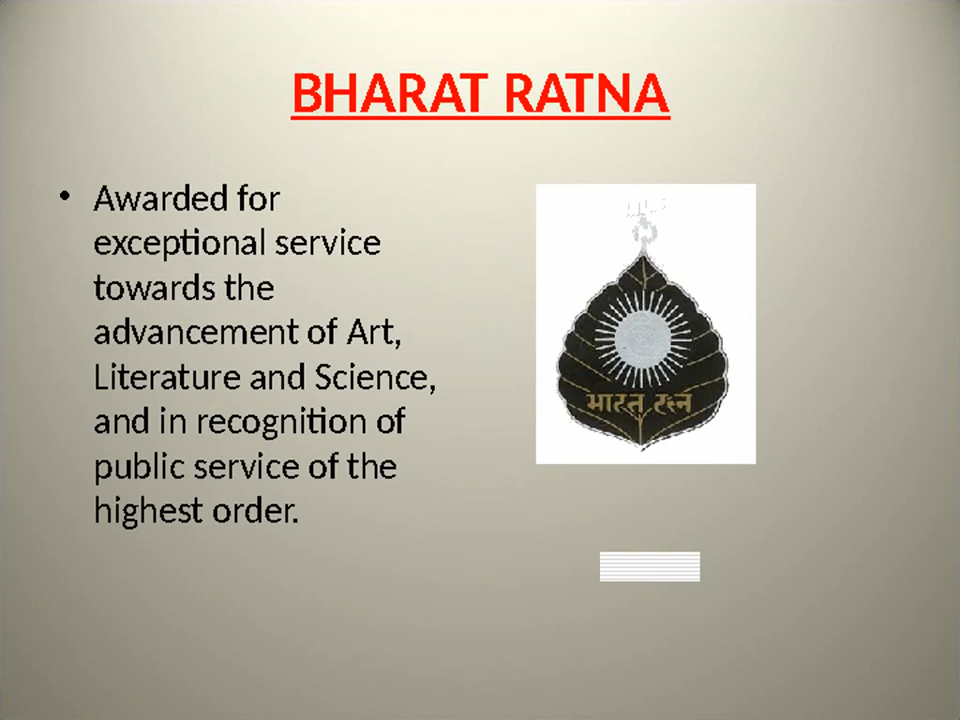 BHARAT RATNA
• Awarded for
exceptional service
towards the
advancement of Art,
Literature and Science,
and in recognition of
public service of the
highest order.
भारत रत्न